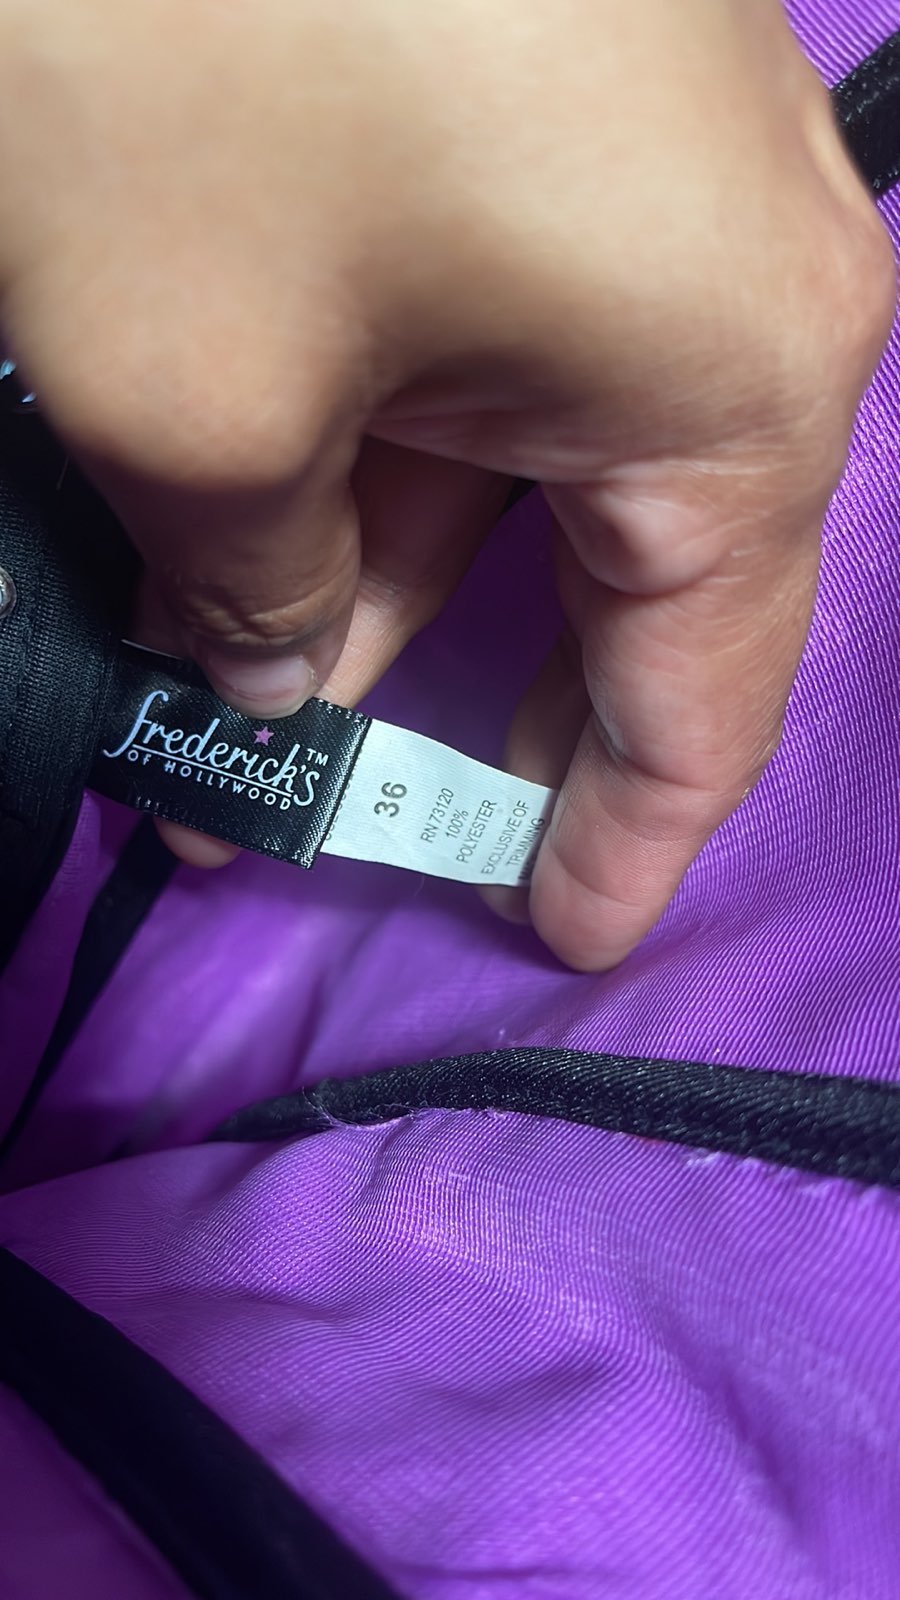 frederick's™
OF HOLLYWOOD
36
RN 73120
100%
POLYESTER
EXCLUSIVE OF
TRIMMING